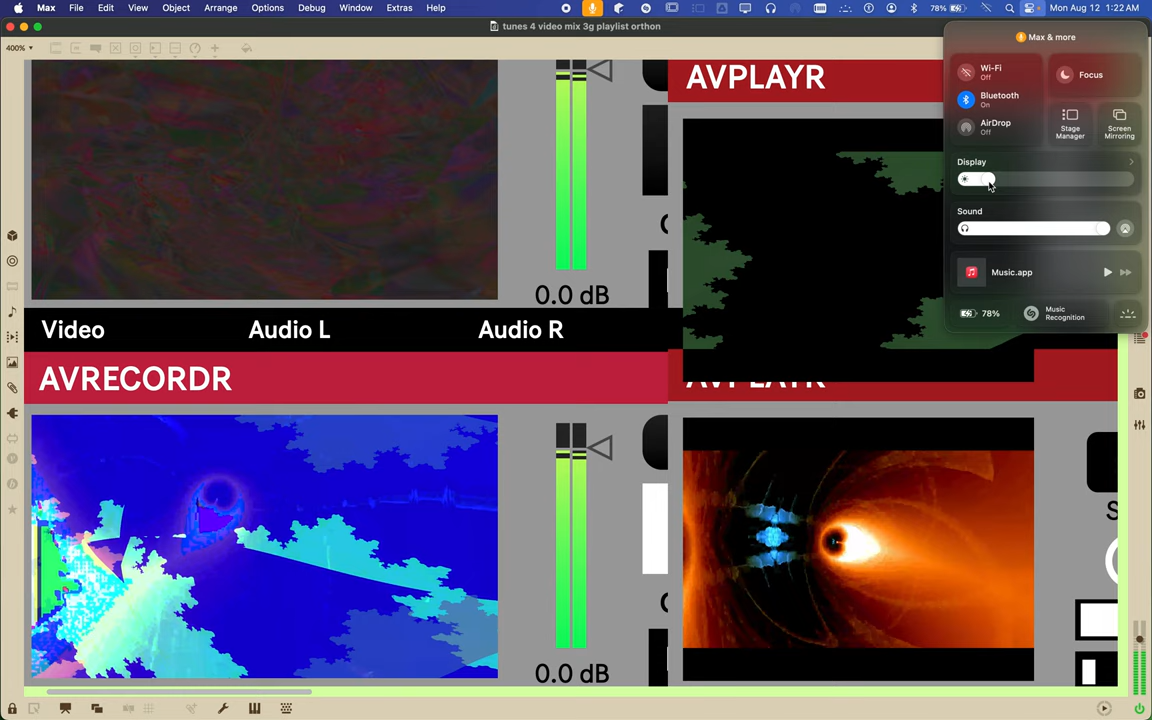 Max File Edit View Object Arrange Options Debug Window Extras Help 78% Mon Aug 12 1:22 AM
tunes 4 video mix 3g playlist orthon
400%
Max & more
Wi-Fi
Off
Bluetooth
On
AirDrop
Off
Focus
Stage
Manager
Screen
Mirroring
Display
Sound
Music.app
78%
Music
Recognition
AVPLAYR
0.0 dB
Video Audio L Audio R
AVRECORDR
AVPLAYR
0.0 dB